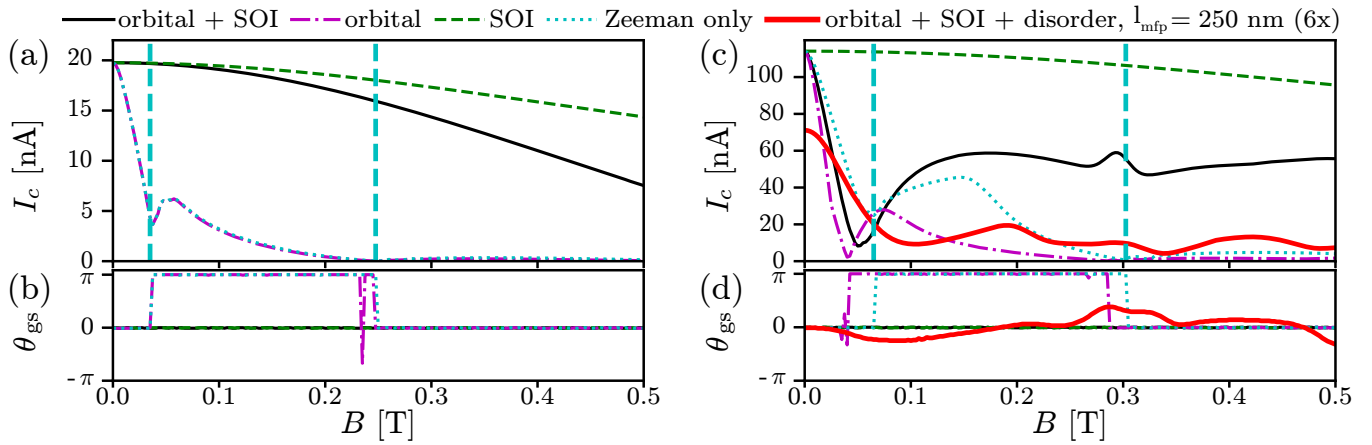 orbital + SOI orbital SOI Zeeman only orbital + SOI + disorder, l_mfp = 250 nm (6x)
(a)
I_c [nA]
20
15
10
5
0
(b)
θ_gs
π
0
-π
0.0 0.1 0.2 0.3 0.4 0.5
B [T]
(c)
I_c [nA]
100
80
60
40
20
0
(d)
θ_gs
π
0
-π
0.0 0.1 0.2 0.3 0.4 0.5
B [T]